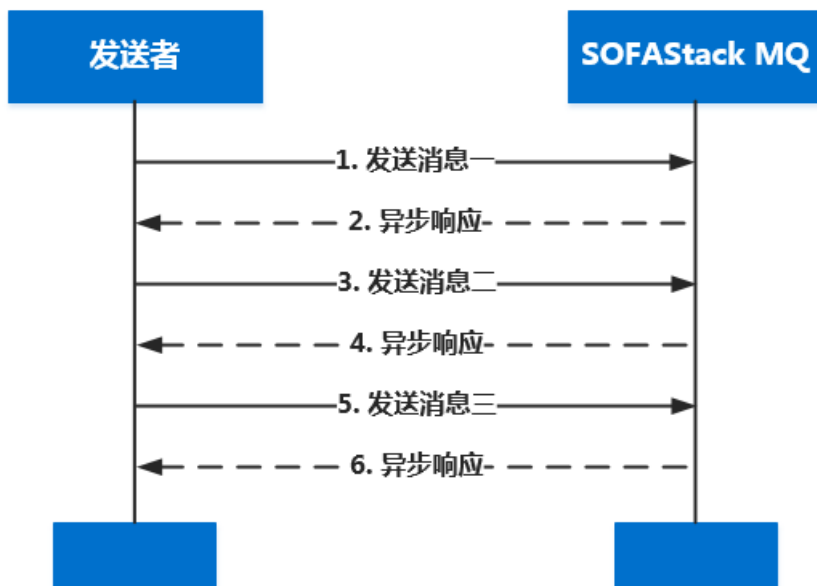 发送者
SOFAStack MQ
1. 发送消息一
2. 异步响应
3. 发送消息二
4. 异步响应
5. 发送消息三
6. 异步响应